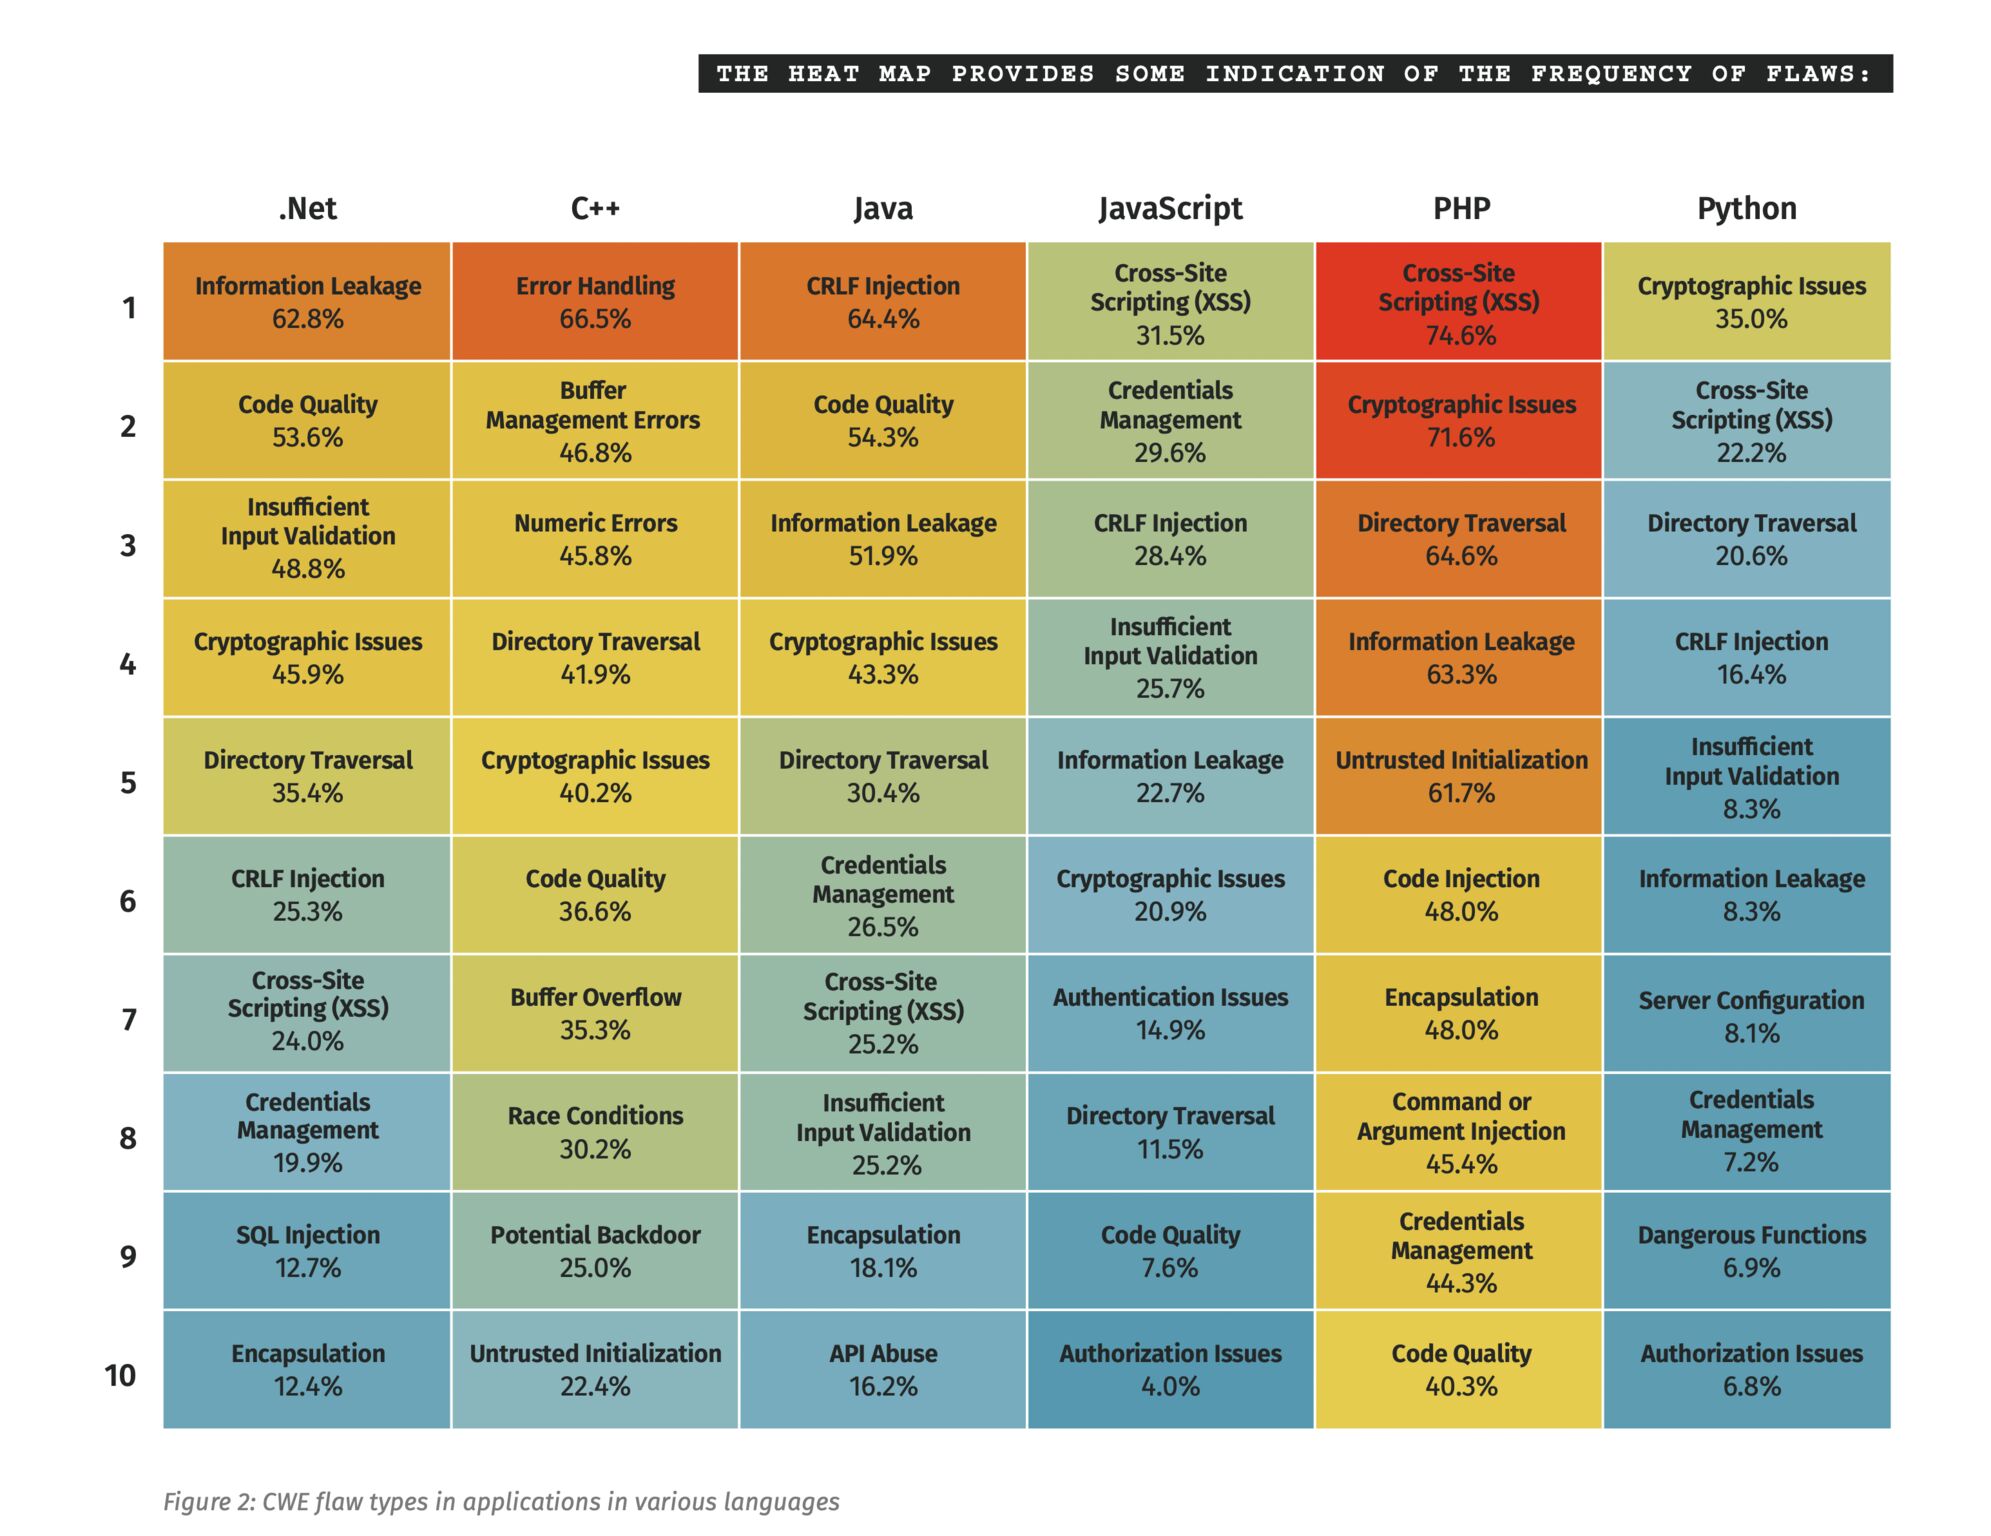 THE HEAT MAP PROVIDES SOME INDICATION OF THE FREQUENCY OF FLAWS:
.Net
C++
Java
JavaScript
PHP
Python
1
Information Leakage
62.8%
Error Handling
66.5%
CRLF Injection
64.4%
Cross-Site
Scripting (XSS)
31.5%
Cross-Site
Scripting (XSS)
74.6%
Cryptographic Issues
35.0%
2
Code Quality
53.6%
Buffer
Management Errors
46.8%
Code Quality
54.3%
Credentials
Management
29.6%
Cryptographic Issues
71.6%
Cross-Site
Scripting (XSS)
22.2%
3
Insufficient
Input Validation
48.8%
Numeric Errors
45.8%
Information Leakage
51.9%
CRLF Injection
28.4%
Directory Traversal
64.6%
Directory Traversal
20.6%
4
Cryptographic Issues
45.9%
Directory Traversal
41.9%
Cryptographic Issues
43.3%
Insufficient
Input Validation
25.7%
Information Leakage
63.3%
CRLF Injection
16.4%
5
Directory Traversal
35.4%
Cryptographic Issues
40.2%
Directory Traversal
30.4%
Information Leakage
22.7%
Untrusted Initialization
61.7%
Insufficient
Input Validation
8.3%
6
CRLF Injection
25.3%
Code Quality
36.6%
Credentials
Management
26.5%
Cryptographic Issues
20.9%
Code Injection
48.0%
Information Leakage
8.3%
7
Cross-Site
Scripting (XSS)
24.0%
Buffer Overflow
35.3%
Cross-Site
Scripting (XSS)
25.2%
Authentication Issues
14.9%
Encapsulation
48.0%
Server Configuration
8.1%
8
Credentials
Management
19.9%
Race Conditions
30.2%
Insufficient
Input Validation
25.2%
Directory Traversal
11.5%
Command or
Argument Injection
45.4%
Credentials
Management
7.2%
9
SQL Injection
12.7%
Potential Backdoor
25.0%
Encapsulation
18.1%
Code Quality
7.6%
Credentials
Management
44.3%
Dangerous Functions
6.9%
10
Encapsulation
12.4%
Untrusted Initialization
22.4%
API Abuse
16.2%
Authorization Issues
4.0%
Code Quality
40.3%
Authorization Issues
6.8%
Figure 2: CWE flaw types in applications in various languages